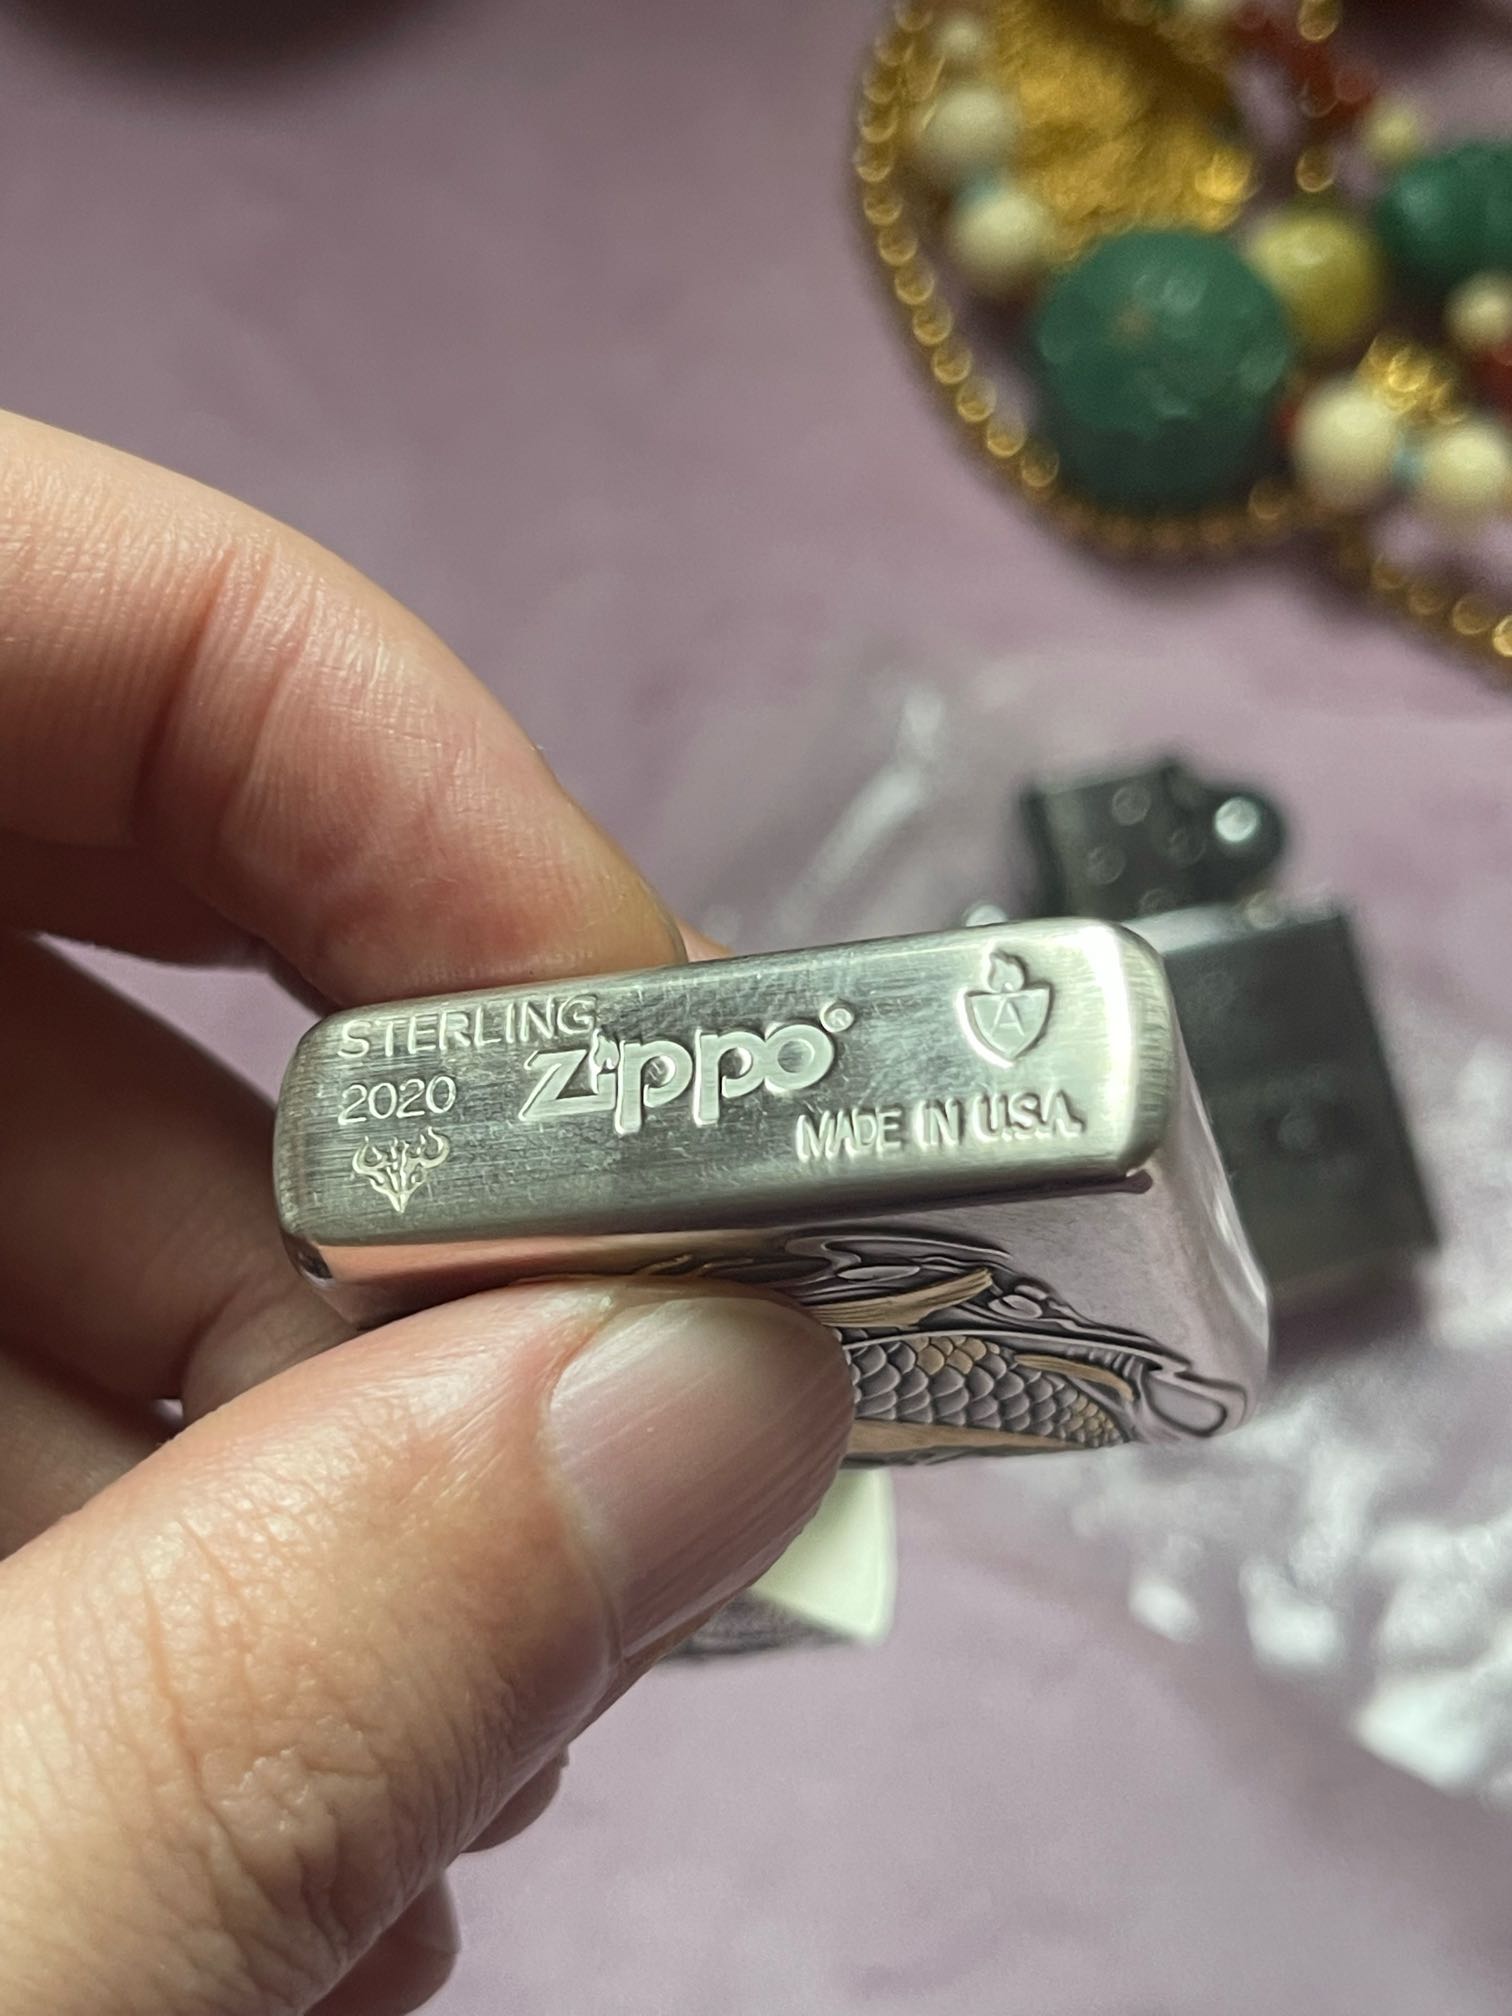 STERLING
2020
zippo®
A
MADE IN U.S.A.